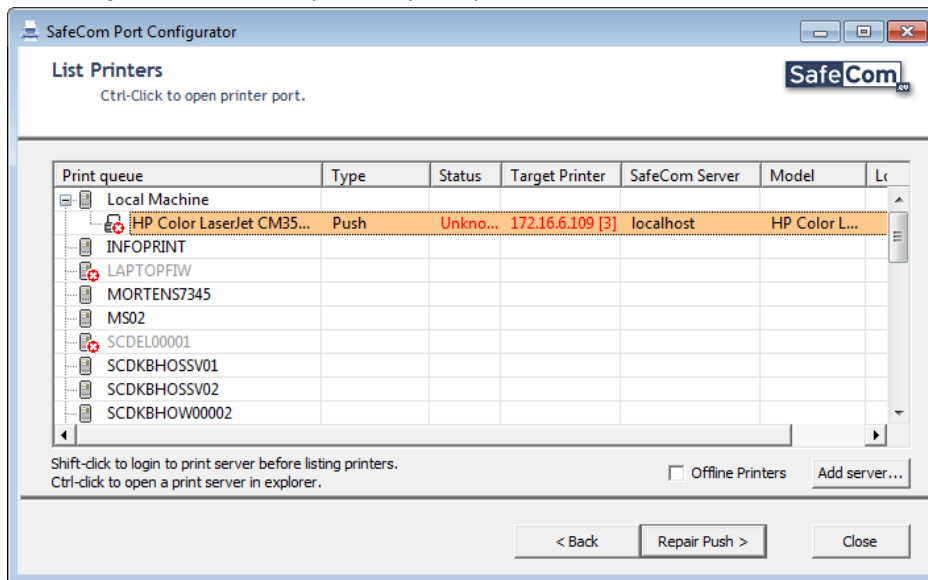 SafeCom Port Configurator
List Printers
Ctrl-Click to open printer port.
SafeCom
.eu
Print queue Type Status Target Printer SafeCom Server Model
Local Machine
HP Color LaserJet CM35... Push Unkno... 172.16.6.109 [3] localhost HP Color L...
INFOPRINT
LAPTOPFIW
MORTENS7345
MS02
SCDEL00001
SCDKBHOSSV01
SCDKBHOSSV02
SCDKBHOW00002
Shift-click to login to print server before listing printers.
Ctrl-click to open a print server in explorer.
Offline Printers Add server...
< Back Repair Push > Close